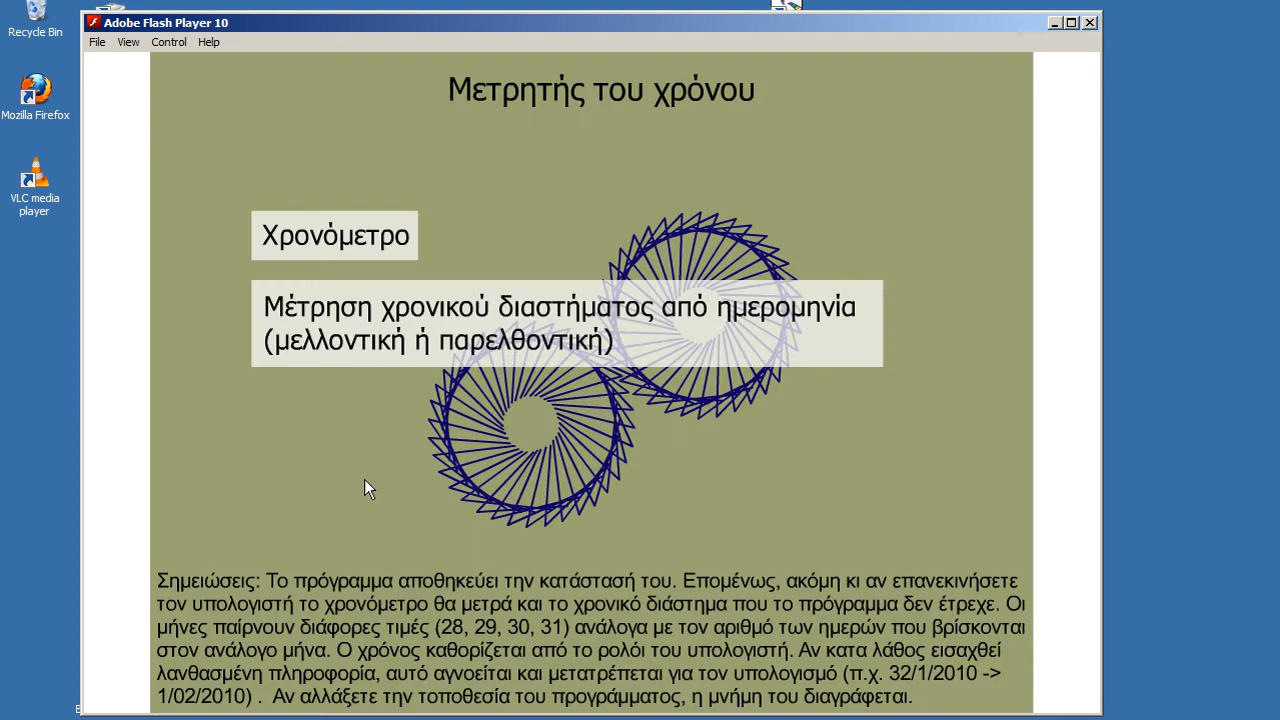 Recycle Bin
Mozilla Firefox
VLC media
player
Adobe Flash Player 10
File View Control Help
Μετρητής του χρόνου
Χρονόμετρο
Μέτρηση χρονικού διαστήματος από ημερομηνία
(μελλοντική ή παρελθοντική)
Σημειώσεις: Το πρόγραμμα αποθηκεύει την κατάστασή του. Επομένως, ακόμη κι αν επανεκινήσετε
τον υπολογιστή το χρονόμετρο θα μετρά και το χρονικό διάστημα που το πρόγραμμα δεν έτρεχε. Οι
μήνες παίρνουν διάφορες τιμές (28, 29, 30, 31) ανάλογα με τον αριθμό των ημερών που βρίσκονται
στον ανάλογο μήνα. Ο χρόνος καθορίζεται από το ρολόι του υπολογιστή. Αν κατα λάθος εισαχθεί
λανθασμένη πληροφορία, αυτό αγνοείται και μετατρέπεται για τον υπολογισμό (π.χ. 32/1/2010 ->
1/02/2010) . Αν αλλάξετε την τοποθεσία του προγράμματος, η μνήμη του διαγράφεται.